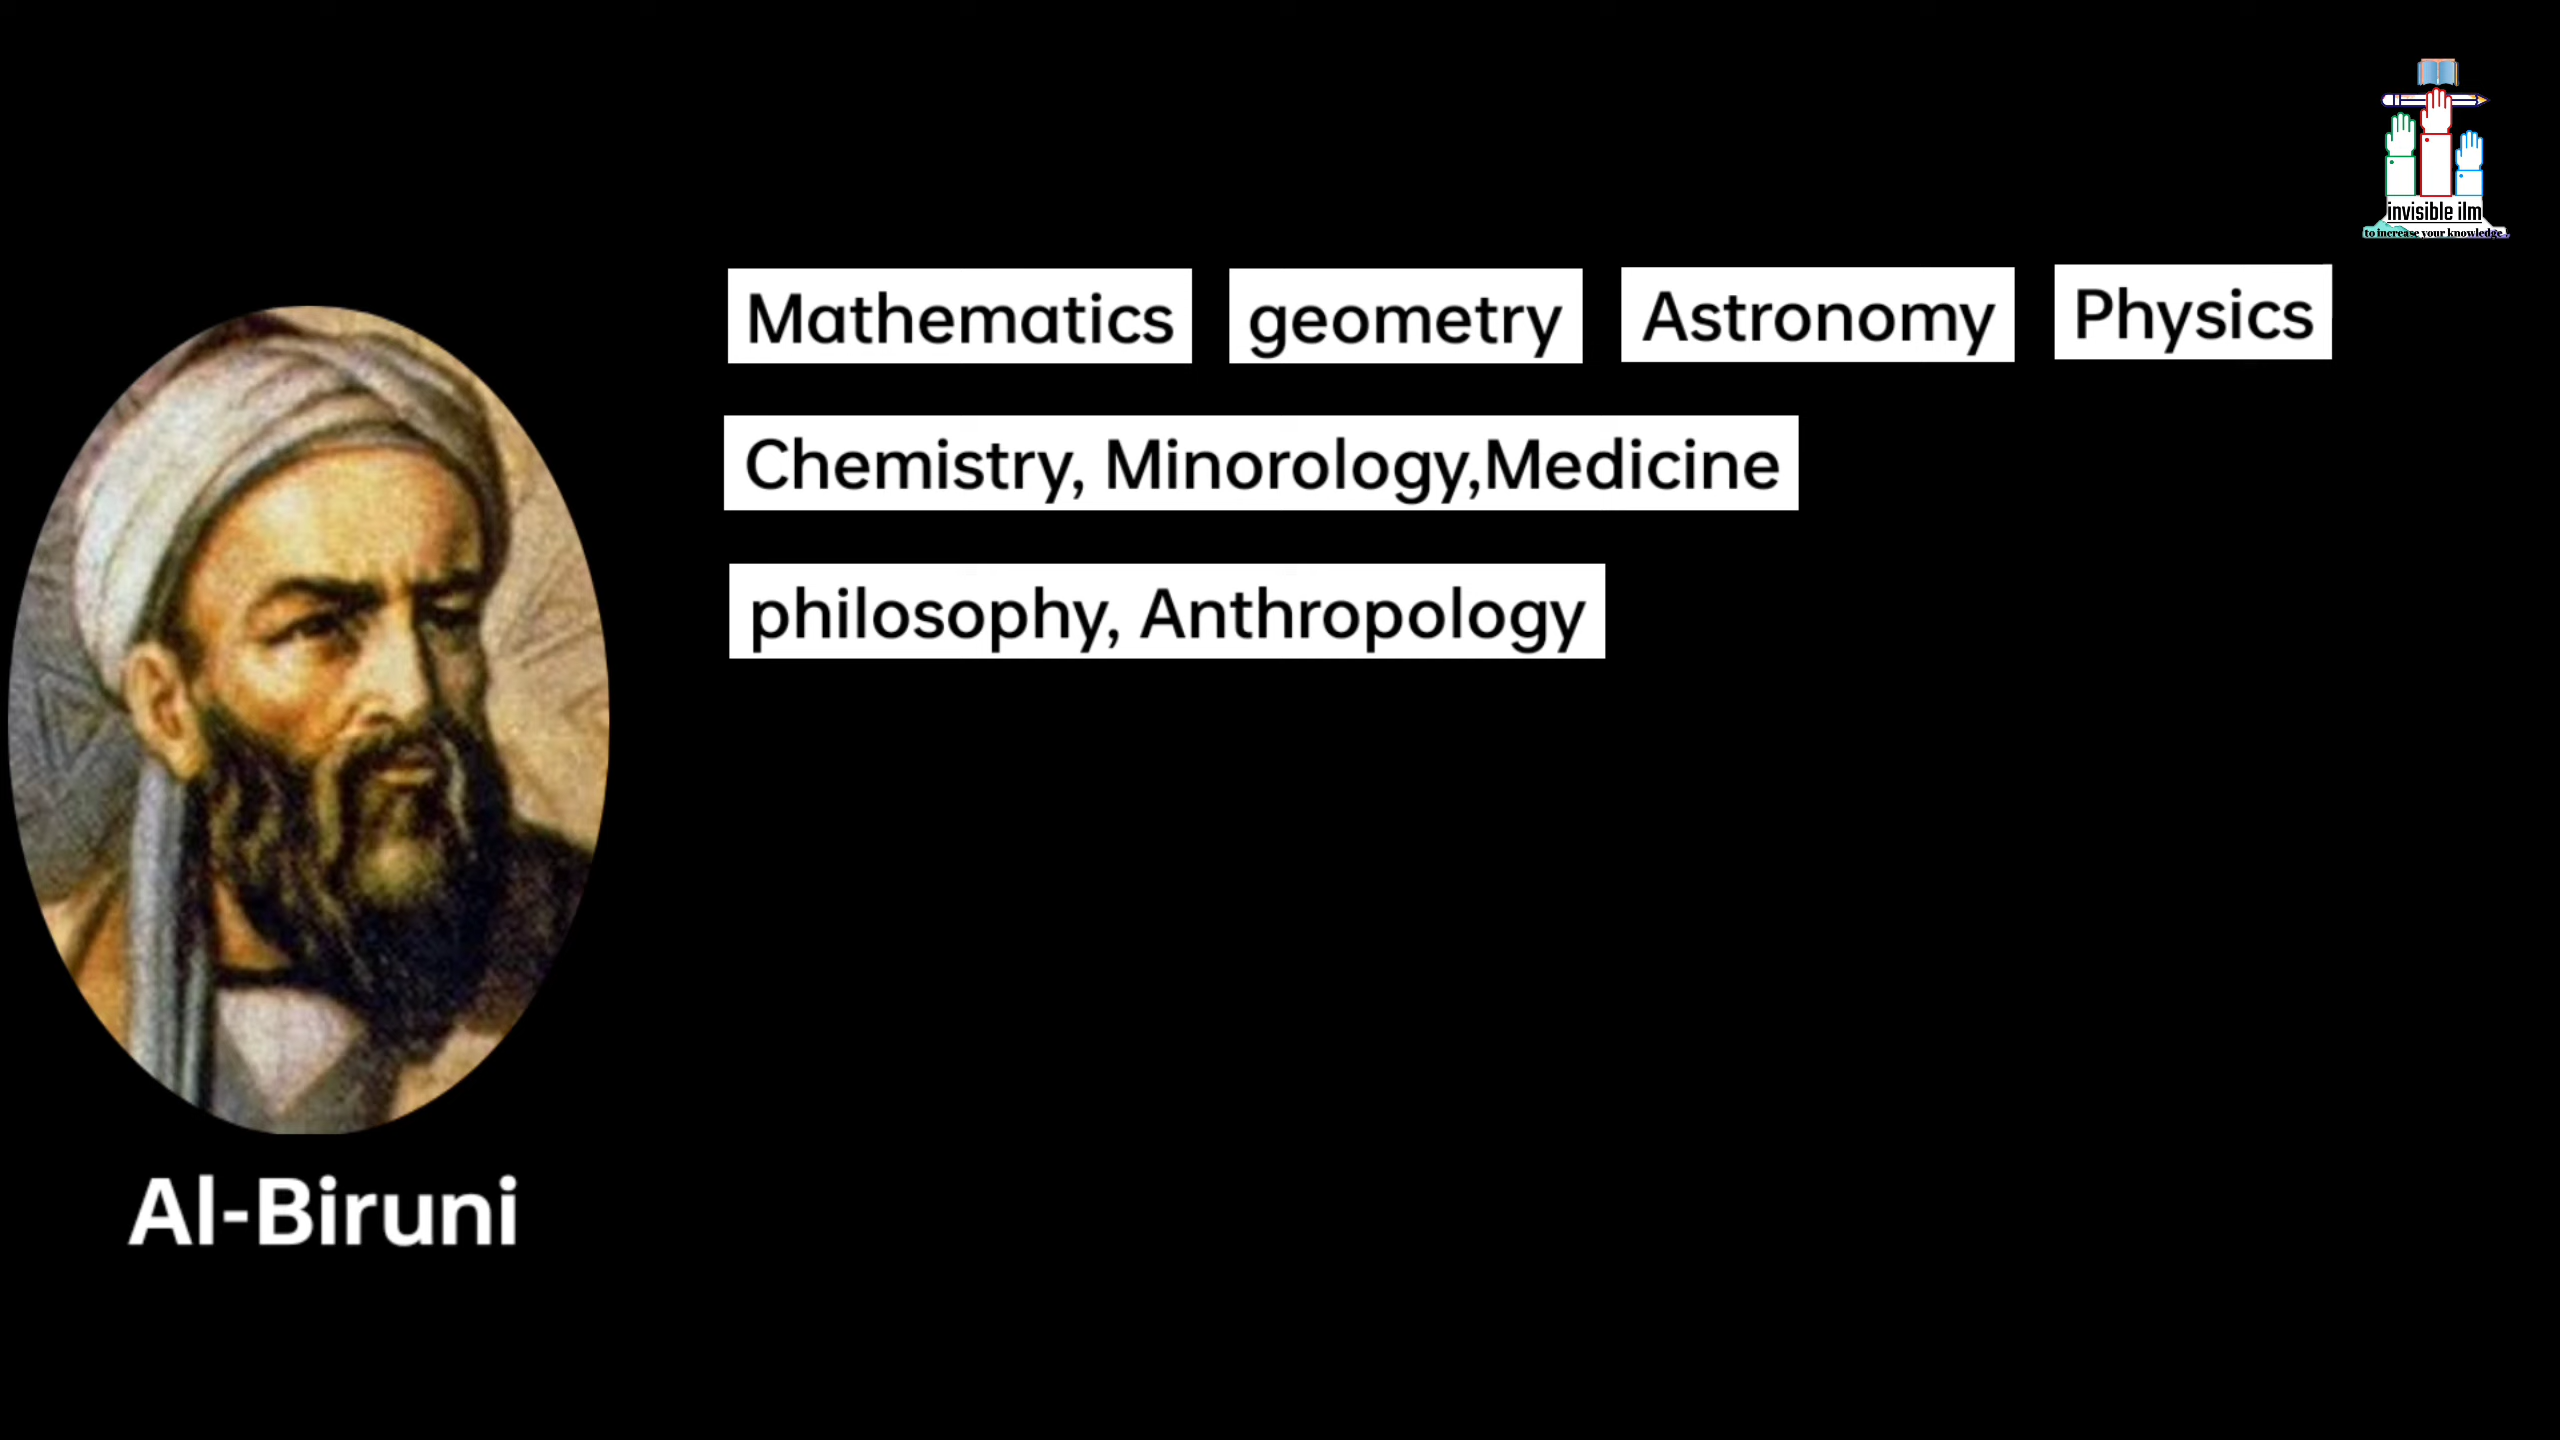 invisible ilm
to increase your knowledge.
Mathematics geometry Astronomy Physics
Chemistry, Minorology,Medicine
philosophy, Anthropology
Al-Biruni